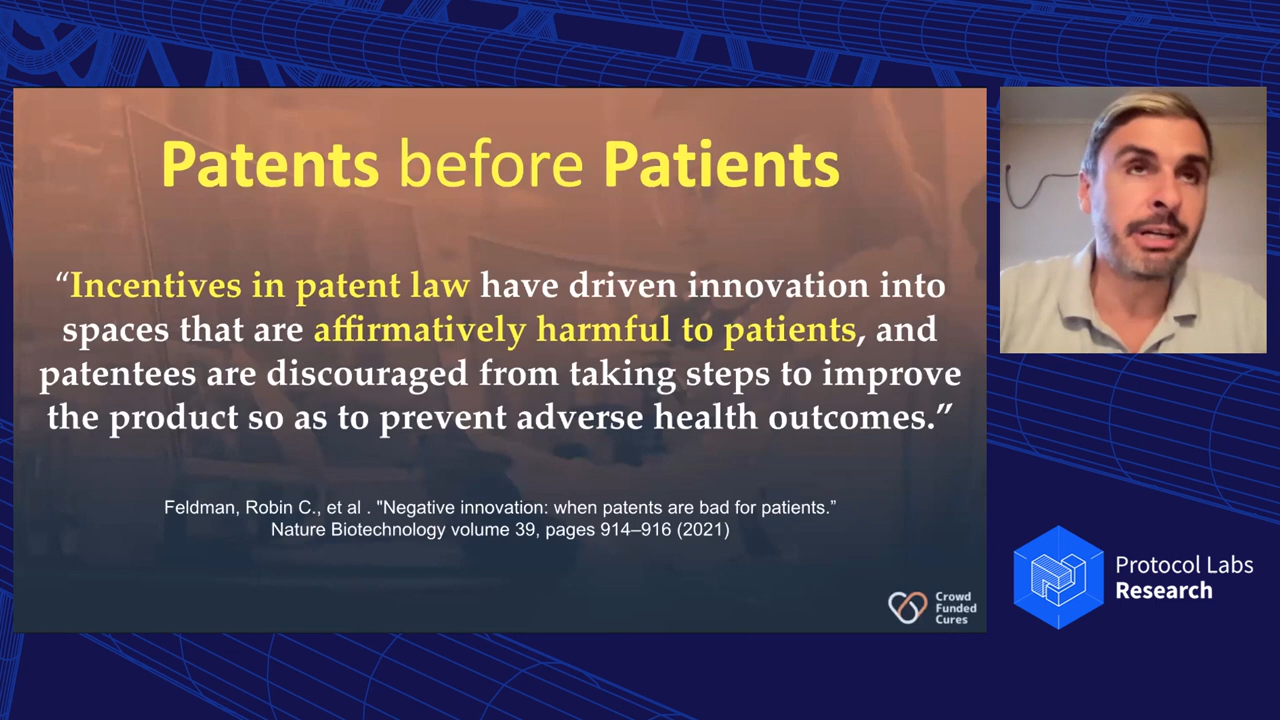 Patents before Patients
“Incentives in patent law have driven innovation into
spaces that are affirmatively harmful to patients, and
patentees are discouraged from taking steps to improve
the product so as to prevent adverse health outcomes.”
Feldman, Robin C., et al . "Negative innovation: when patents are bad for patients.”
Nature Biotechnology volume 39, pages 914–916 (2021)
Crowd
Funded
Cures
Protocol Labs
Research